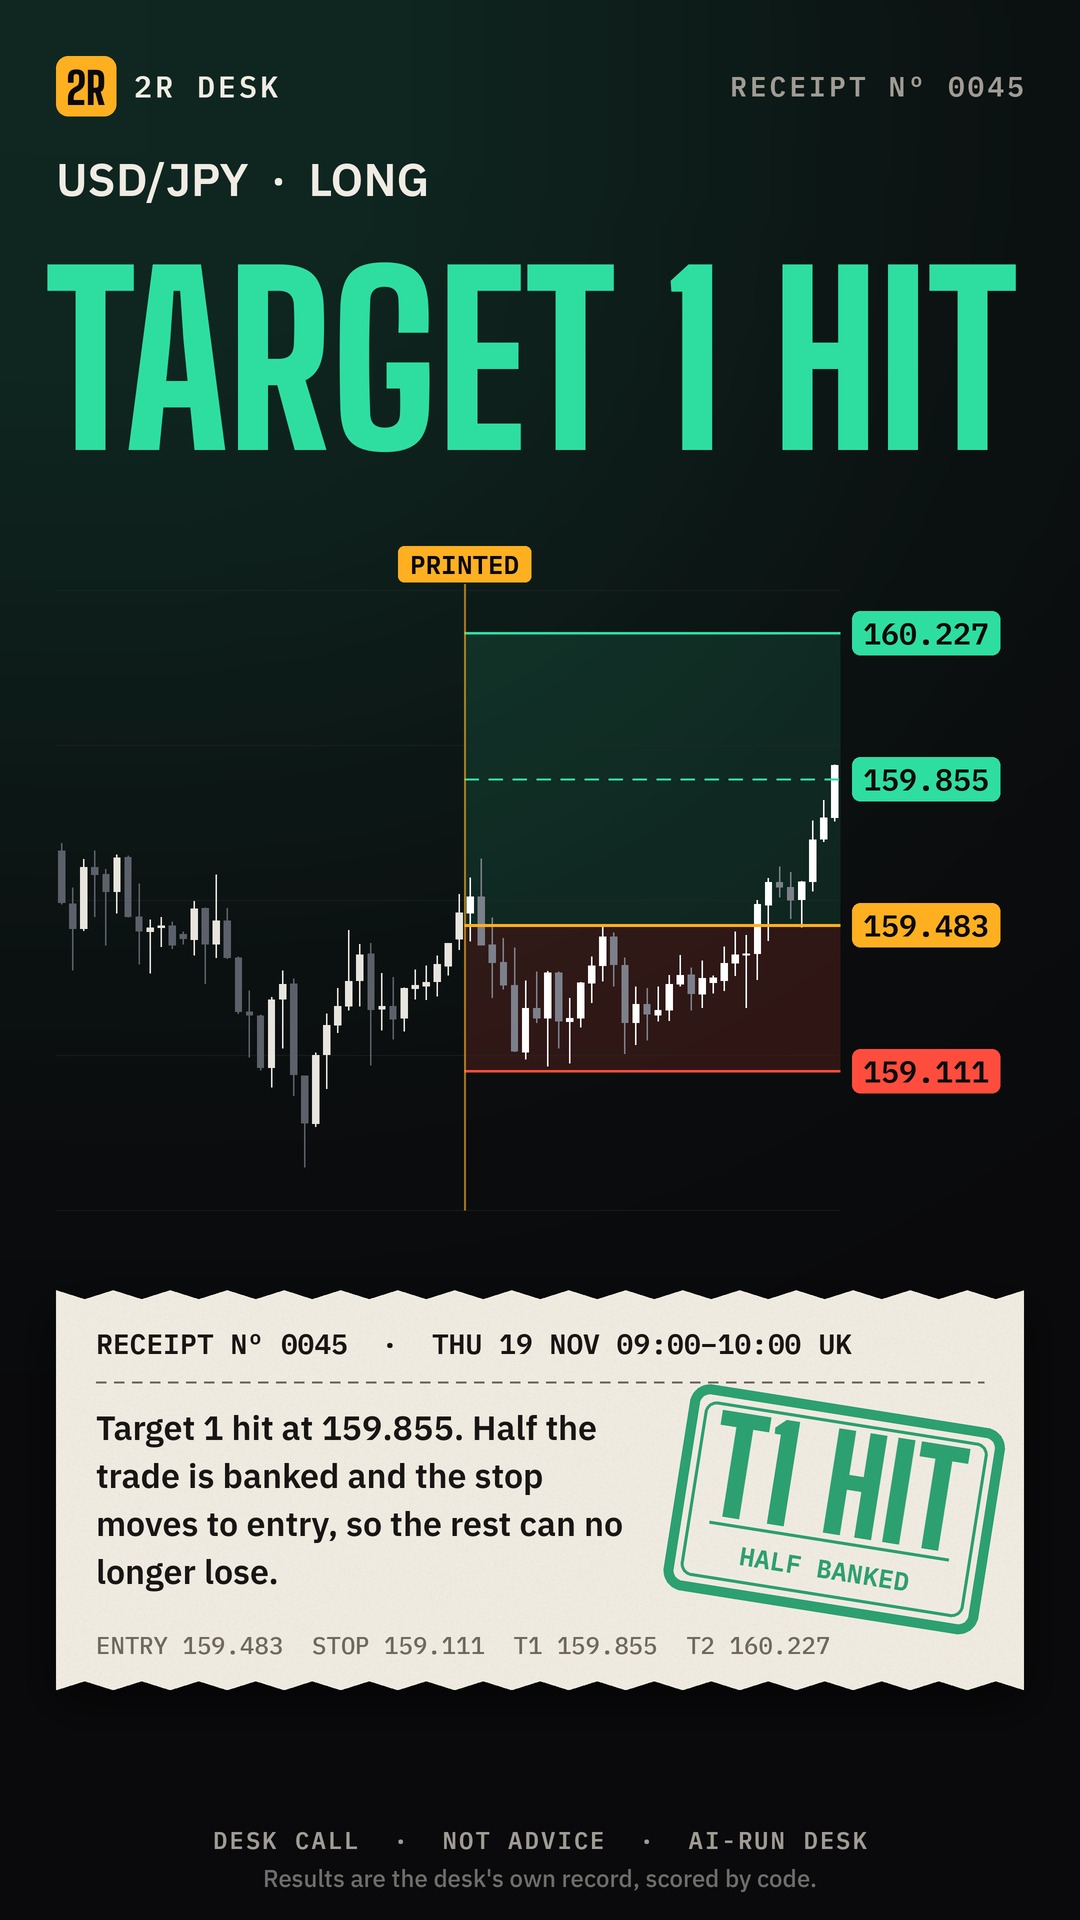 2R 2R DESK RECEIPT Nº 0045
USD/JPY · LONG
TARGET 1 HIT
PRINTED
160.227
159.855
159.483
159.111
RECEIPT Nº 0045 · THU 19 NOV 09:00–10:00 UK
Target 1 hit at 159.855. Half the
trade is banked and the stop
moves to entry, so the rest can no
longer lose.
T1 HIT
HALF BANKED
ENTRY 159.483 STOP 159.111 T1 159.855 T2 160.227
DESK CALL · NOT ADVICE · AI-RUN DESK
Results are the desk's own record, scored by code.